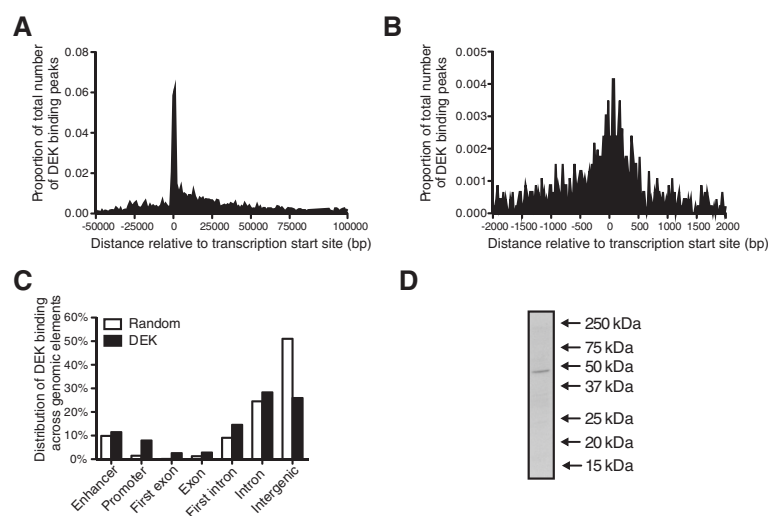 A
Proportion of total number
of DEK binding peaks
0.08
0.06
0.04
0.02
0.00
-50000 -25000 0 25000 50000 75000 100000
Distance relative to transcription start site (bp)
B
Proportion of total number
of DEK binding peaks
0.005
0.004
0.003
0.002
0.001
0.000
-2000 -1500 -1000 -500 0 500 1000 1500 2000
Distance relative to transcription start site (bp)
C
Distribution of DEK binding
across genomic elements
60%
50%
40%
30%
20%
10%
0%
Random
DEK
Enhancer
Promoter
First exon
Exon
First intron
Intron
Intergenic
D
250 kDa
75 kDa
50 kDa
37 kDa
25 kDa
20 kDa
15 kDa